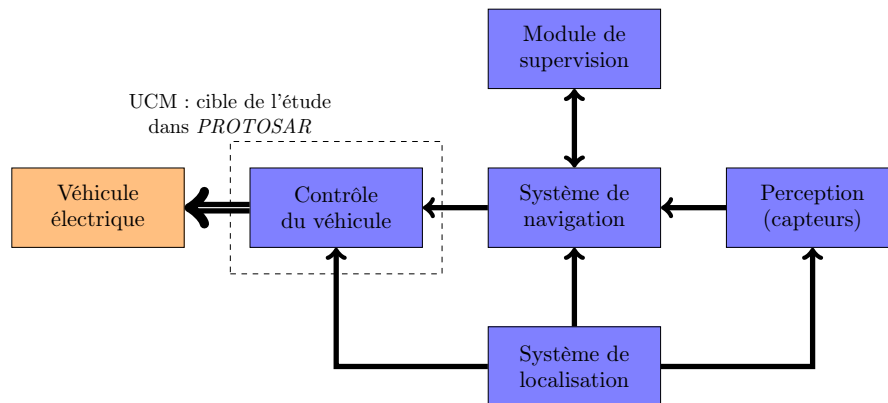 Module de
supervision
UCM : cible de l'étude
dans PROTOSAR
Véhicule
électrique
Contrôle
du véhicule
Système de
navigation
Perception
(capteurs)
Système de
localisation